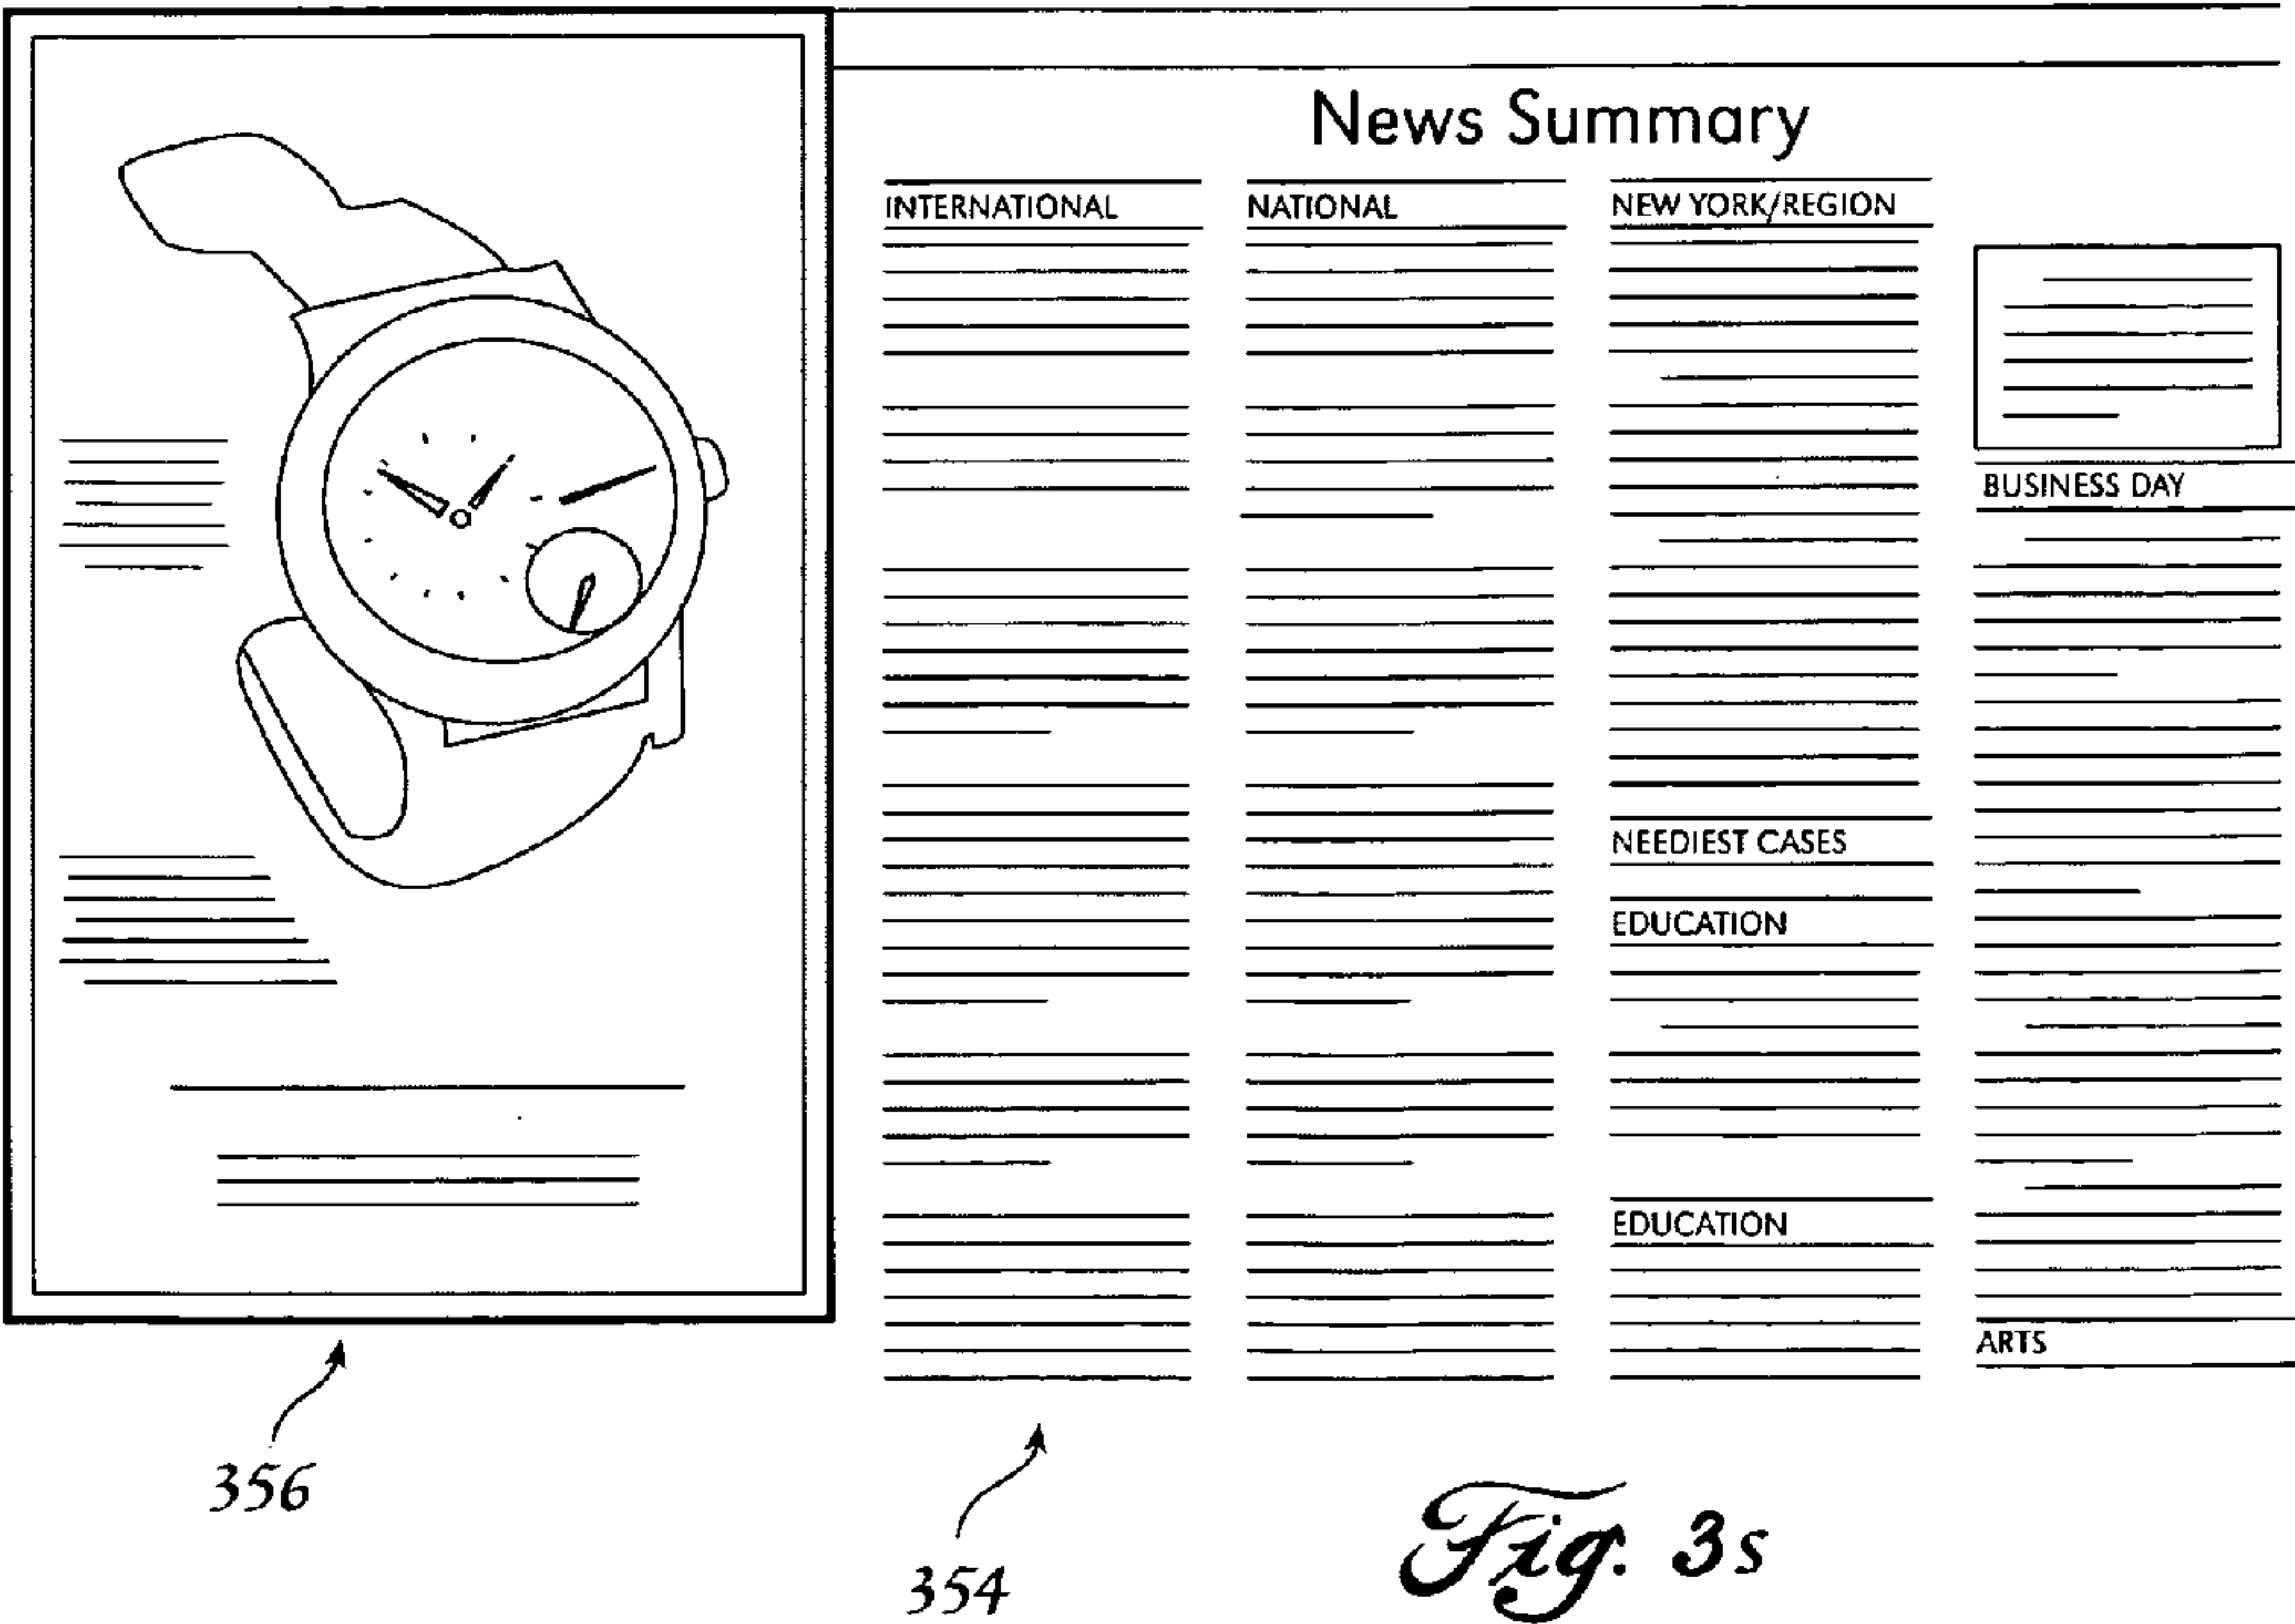 News Summary
INTERNATIONAL
NATIONAL
NEW YORK/REGION
NEEDIEST CASES
EDUCATION
EDUCATION
BUSINESS DAY
ARTS
356
354
Fig. 3s